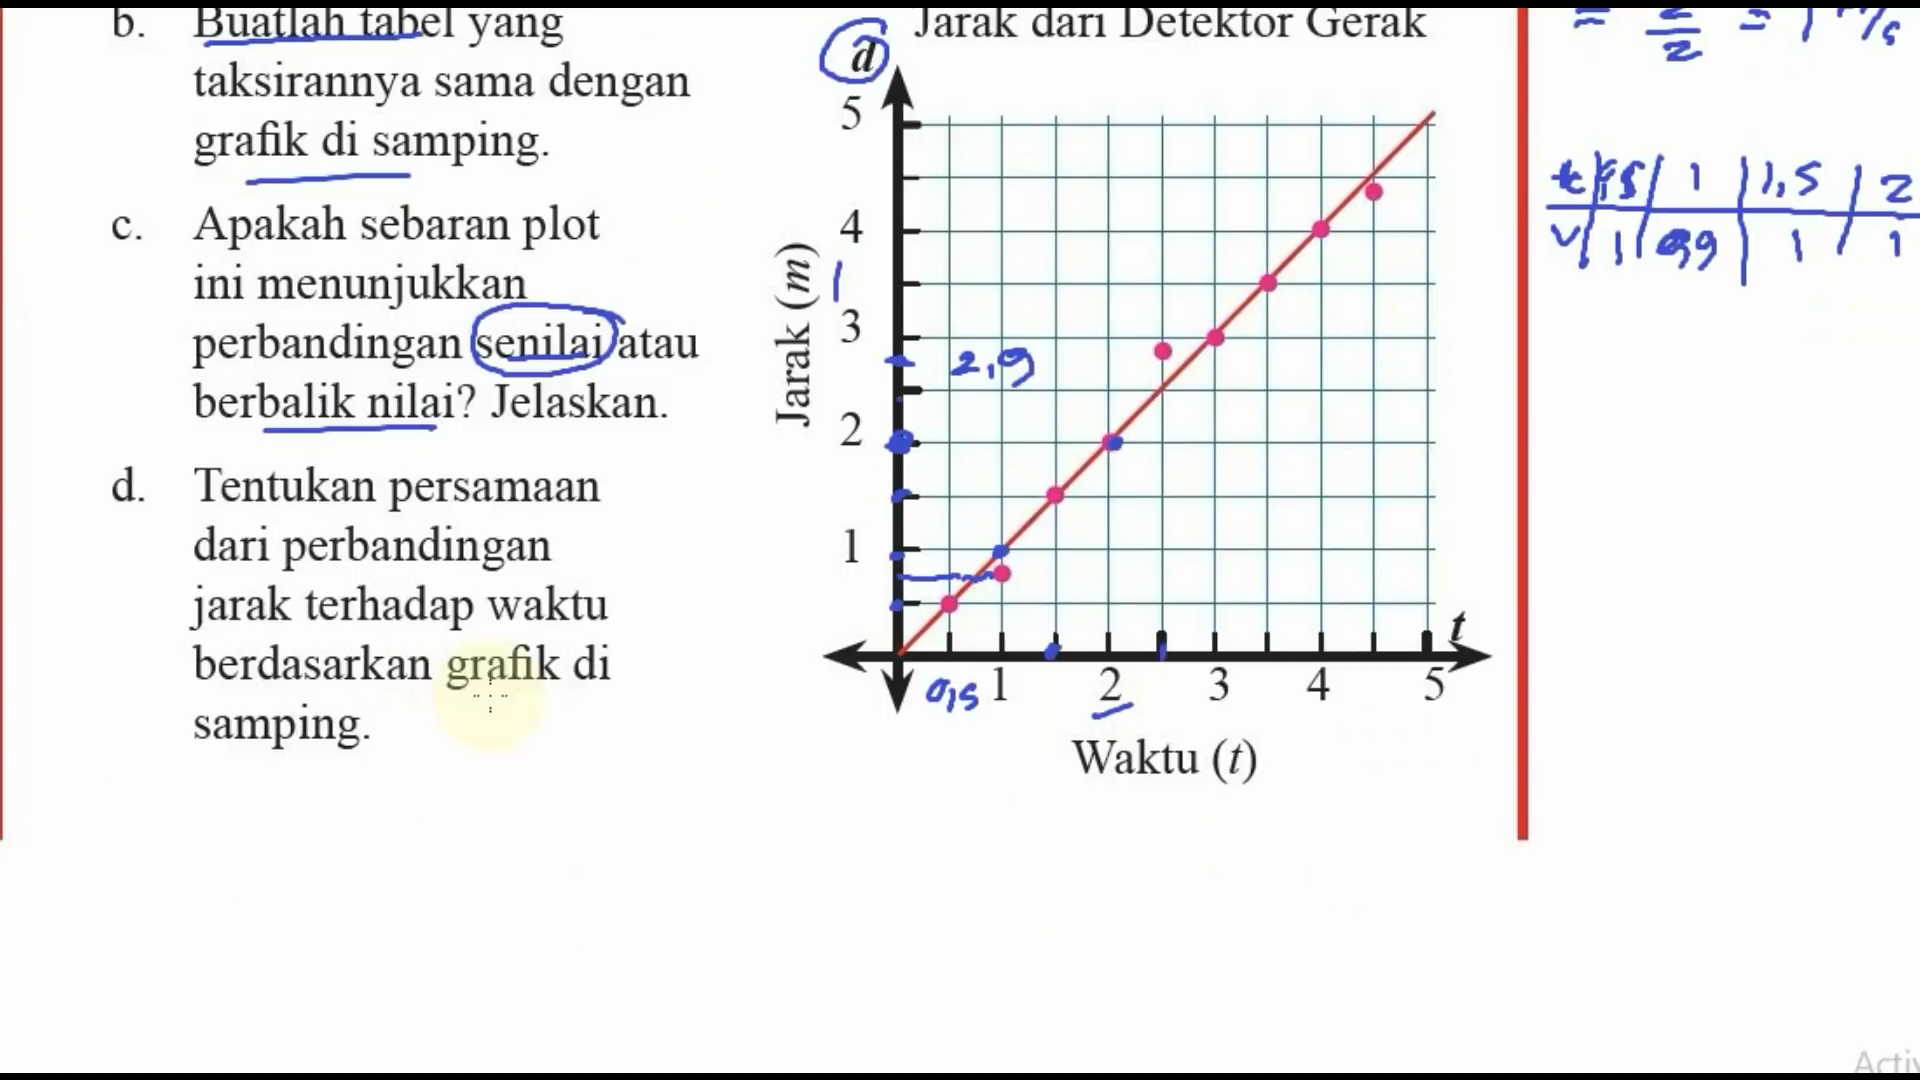 b. Buatlah tabel yang
taksirannya sama dengan
grafik di samping.
c. Apakah sebaran plot
ini menunjukkan
perbandingan senilai atau
berbalik nilai? Jelaskan.
d. Tentukan persamaan
dari perbandingan
jarak terhadap waktu
berdasarkan grafik di
samping.
Jarak dari Detektor Gerak
d
5
4
3
2
1
Jarak (m)
2,9
t
0,5 1 2 3 4 5
Waktu (t)
= 2/2 = 1 m/s
1 1,5 2
V 1 1 1